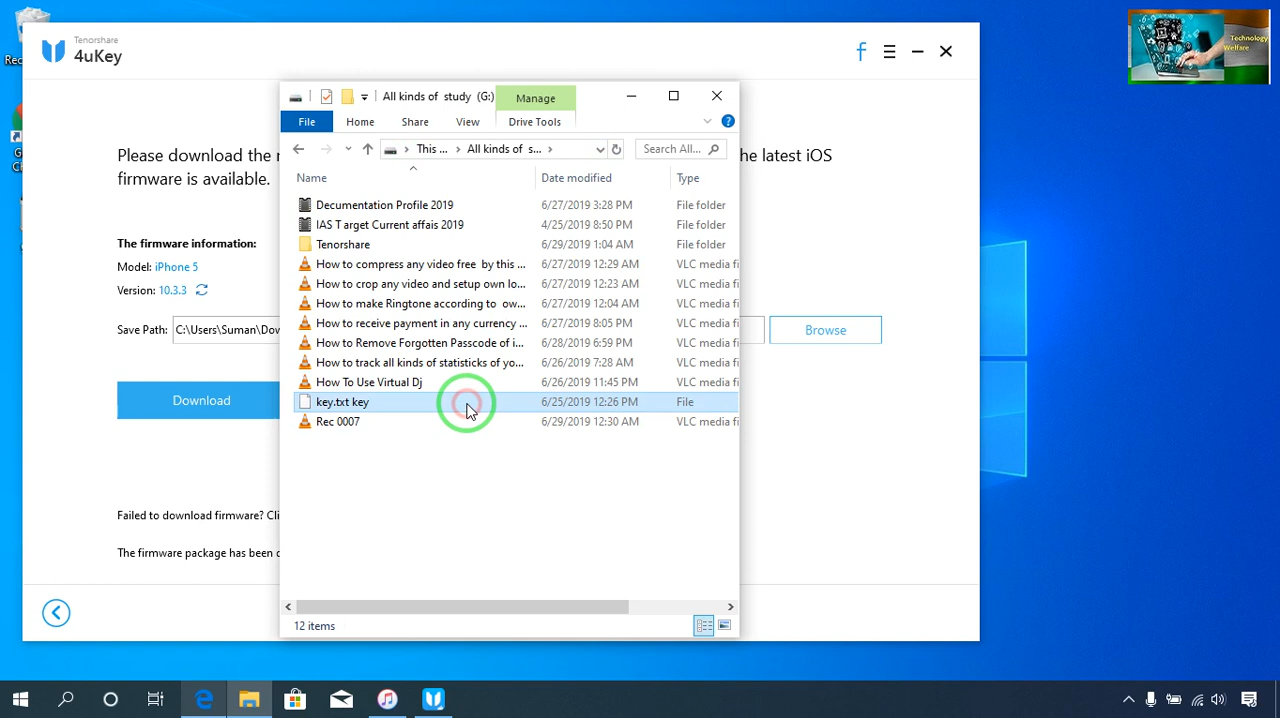 Rec
Tenorshare
4uKey
Technology
Welfare
All kinds of study (G:)
Manage
File
Home
Share
View
Drive Tools
This ...
All kinds of s...
Search All...
Please download the
the latest iOS
firmware is available.
Name
Date modified
Type
Documentation Profile 2019
6/27/2019 3:28 PM
File folder
IAS T arget Current affais 2019
4/25/2019 8:50 PM
File folder
The firmware information:
Tenorshare
6/29/2019 1:04 AM
File folder
Model: iPhone 5
How to compress any video free by this ...
6/27/2019 12:29 AM
VLC media fi
Version: 10.3.3
How to crop any video and setup own lo...
6/27/2019 12:23 AM
VLC media fi
How to make Ringtone according to ow...
6/27/2019 12:04 AM
VLC media fi
Save Path: C:\Users\Suman\Dov
How to receive payment in any currency ...
6/27/2019 8:05 PM
VLC media fi
Browse
How to Remove Forgotten Passcode of i...
6/28/2019 6:59 PM
VLC media fi
How to track all kinds of statisticks of yo...
6/26/2019 7:28 AM
VLC media fi
How To Use Virtual Dj
6/26/2019 11:45 PM
VLC media fi
Download
key.txt key
6/25/2019 12:26 PM
File
Rec 0007
6/29/2019 12:30 AM
VLC media fi
Failed to download firmware? Cli
The firmware package has been
12 items